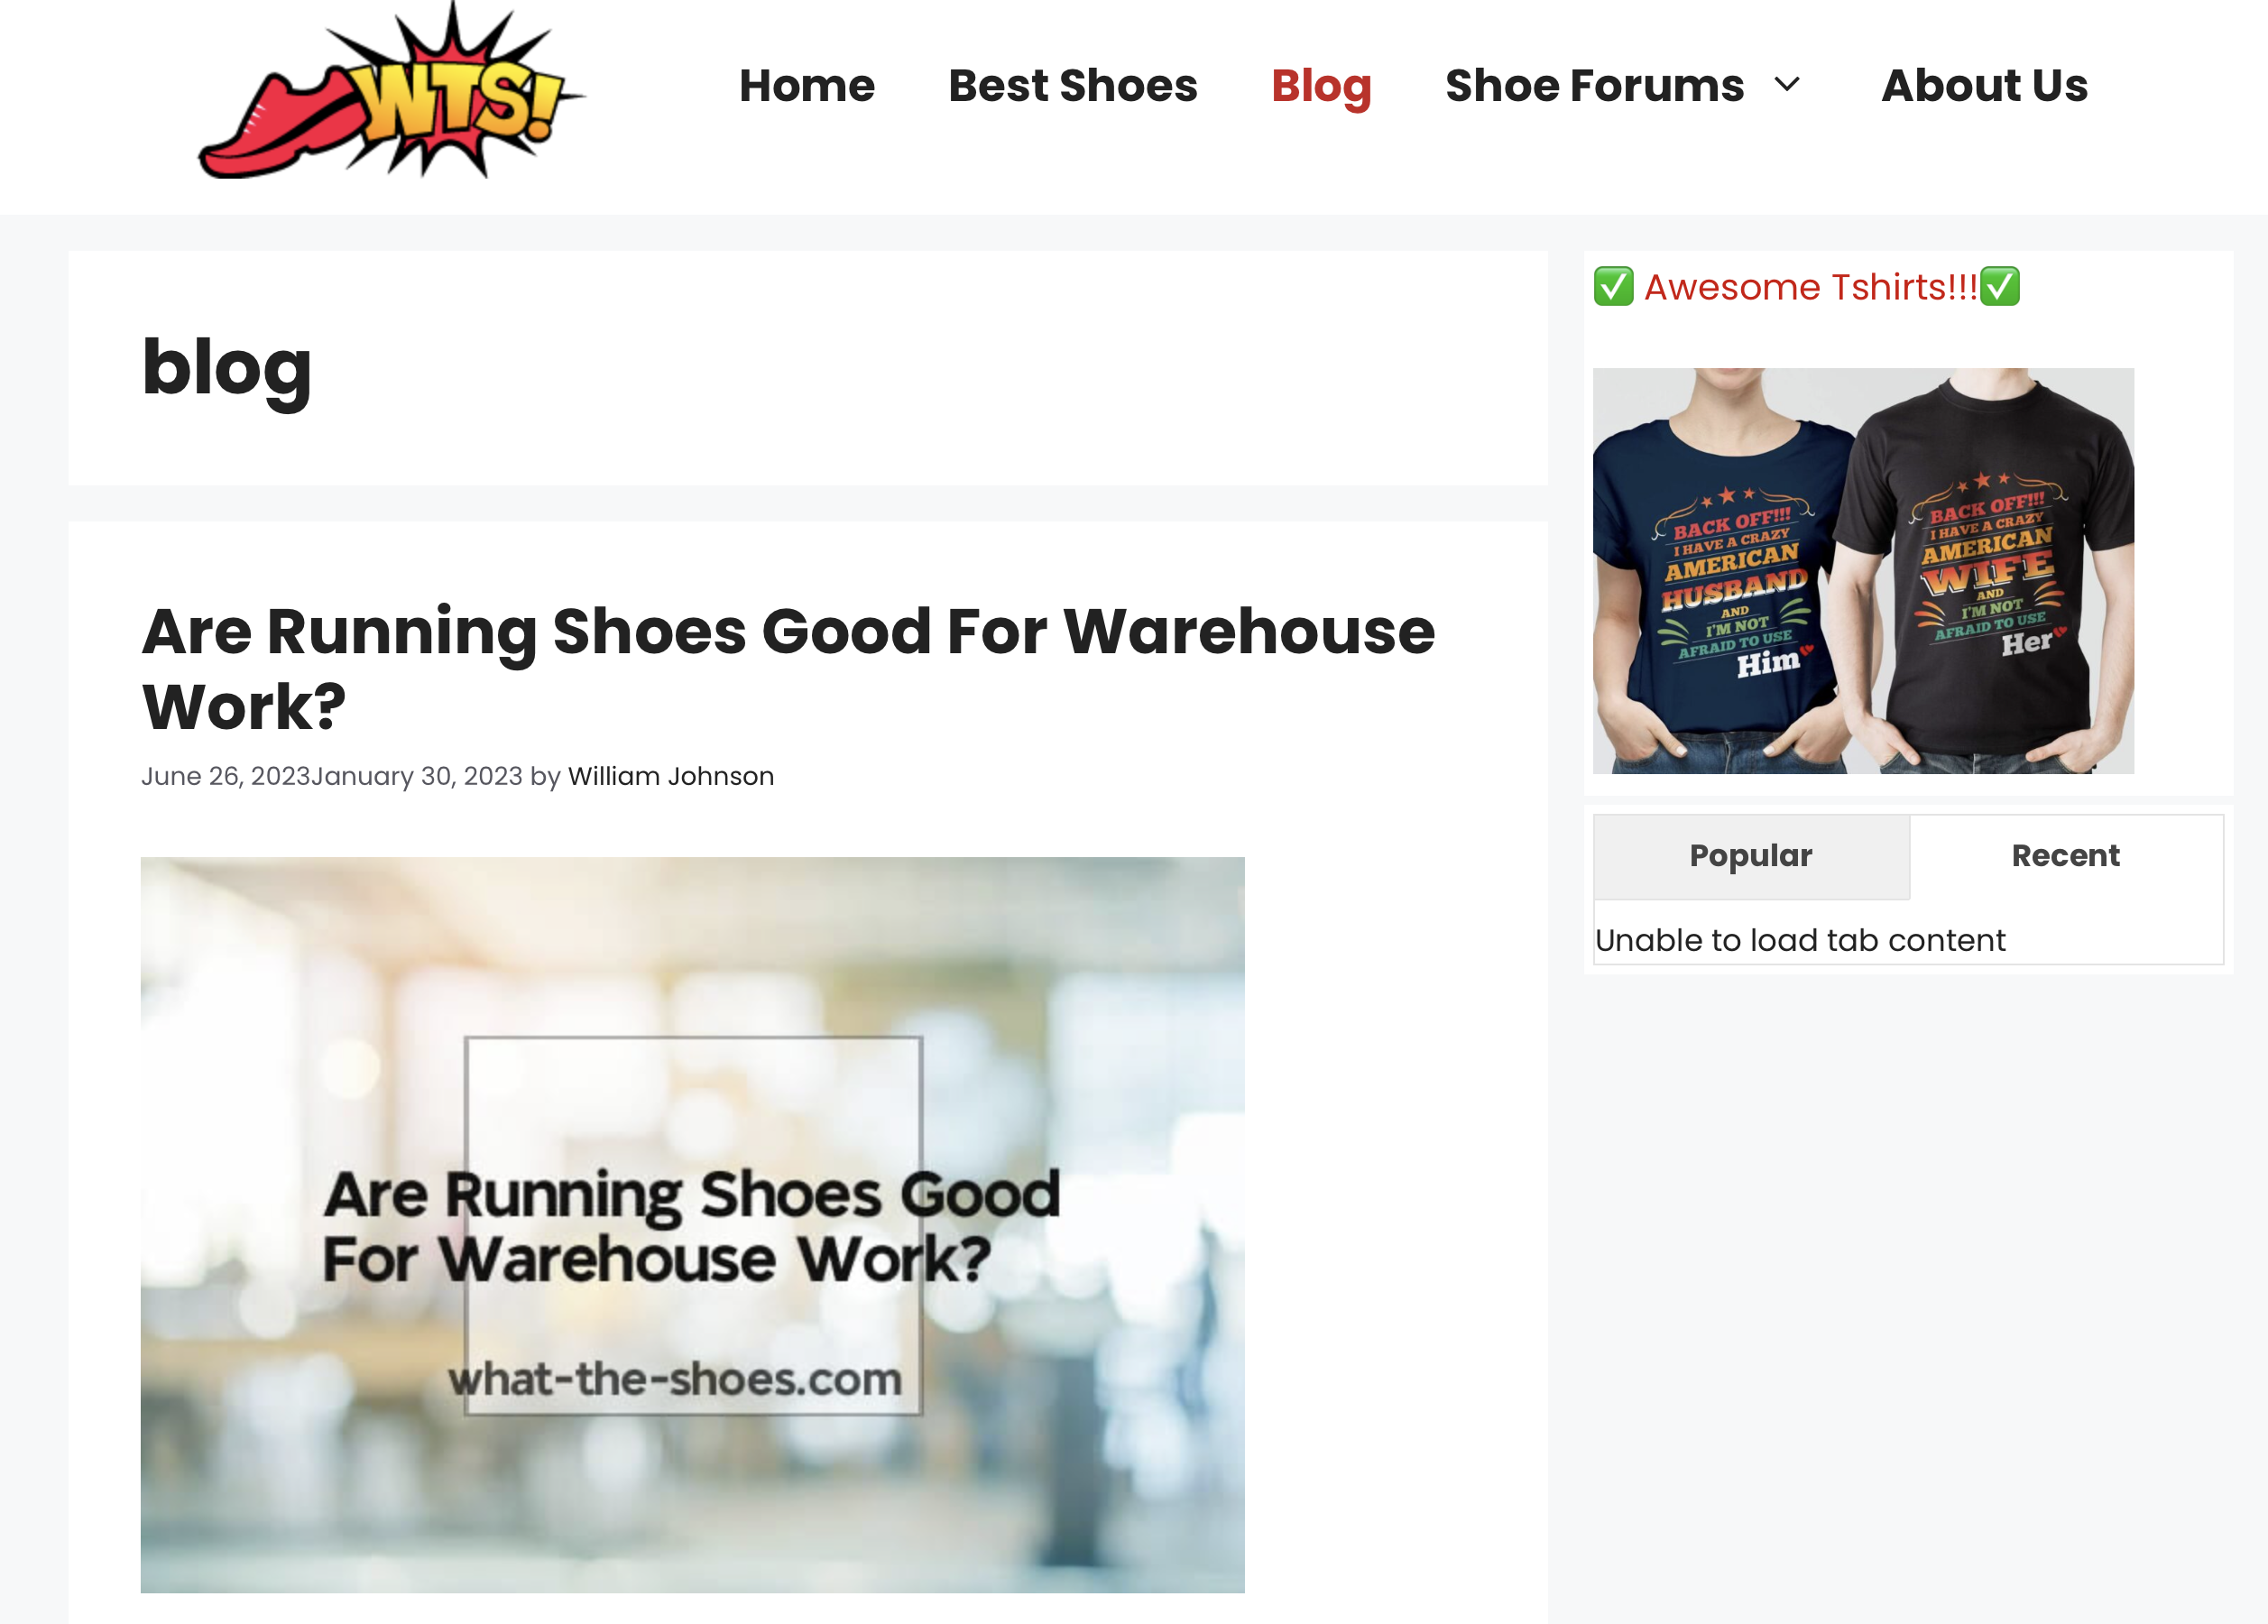 WTS!
Home
Best Shoes
Blog
Shoe Forums
About Us
blog
Are Running Shoes Good For Warehouse
Work?
June 26, 2023January 30, 2023 by William Johnson
Are Running Shoes Good
For Warehouse Work?
what-the-shoes.com
✅ Awesome Tshirts!!!✅
BACK OFF!!!
I HAVE A CRAZY
AMERICAN
HUSBAND
AND
I'M NOT
AFRAID TO USE
Him
BACK OFF!!!
I HAVE A CRAZY
AMERICAN
WIFE
AND
I'M NOT
AFRAID TO USE
Her
Popular
Recent
Unable to load tab content